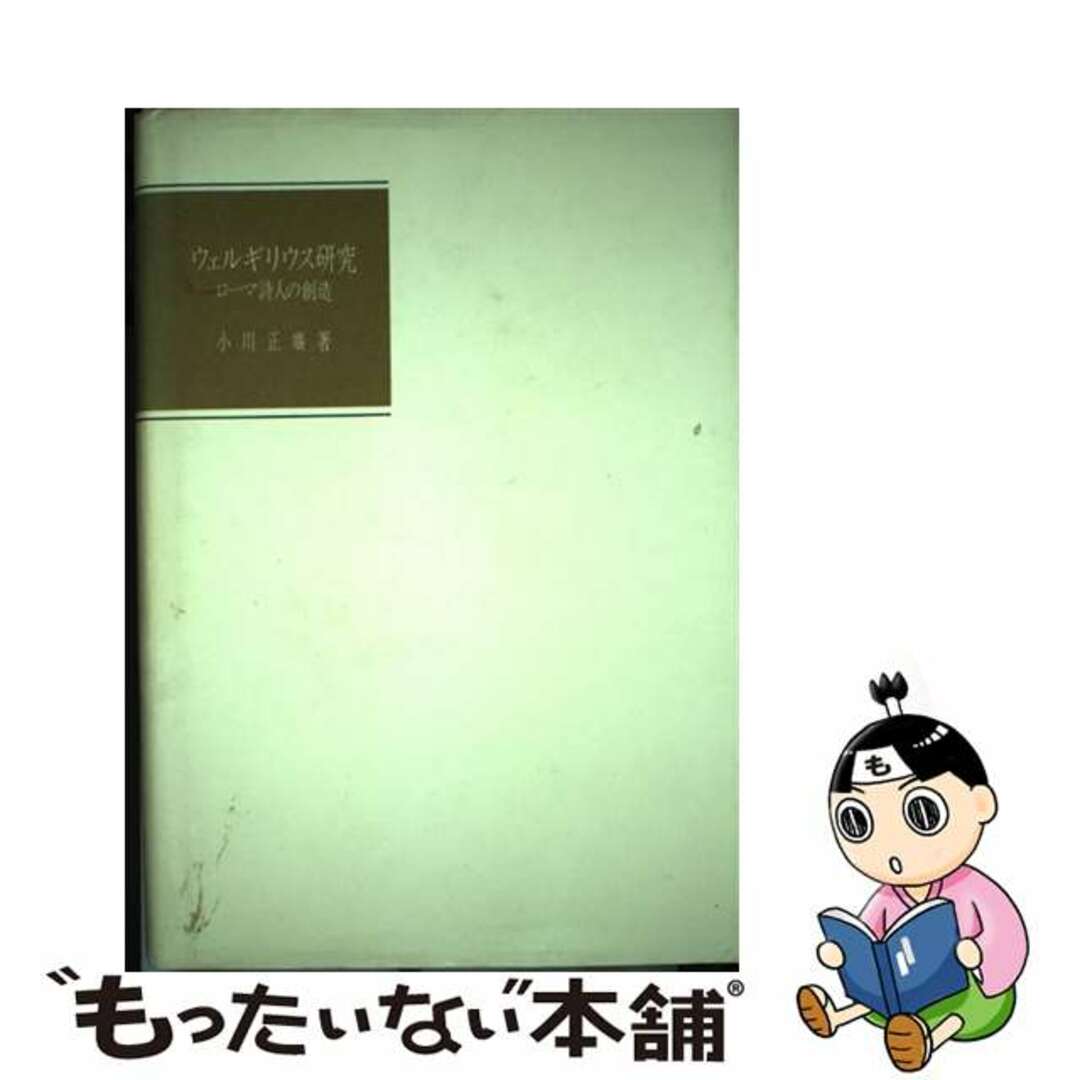 ウェルギリウス研究
ローマ詩人の創造
小川正廣著
も
"もったいない"本舗®